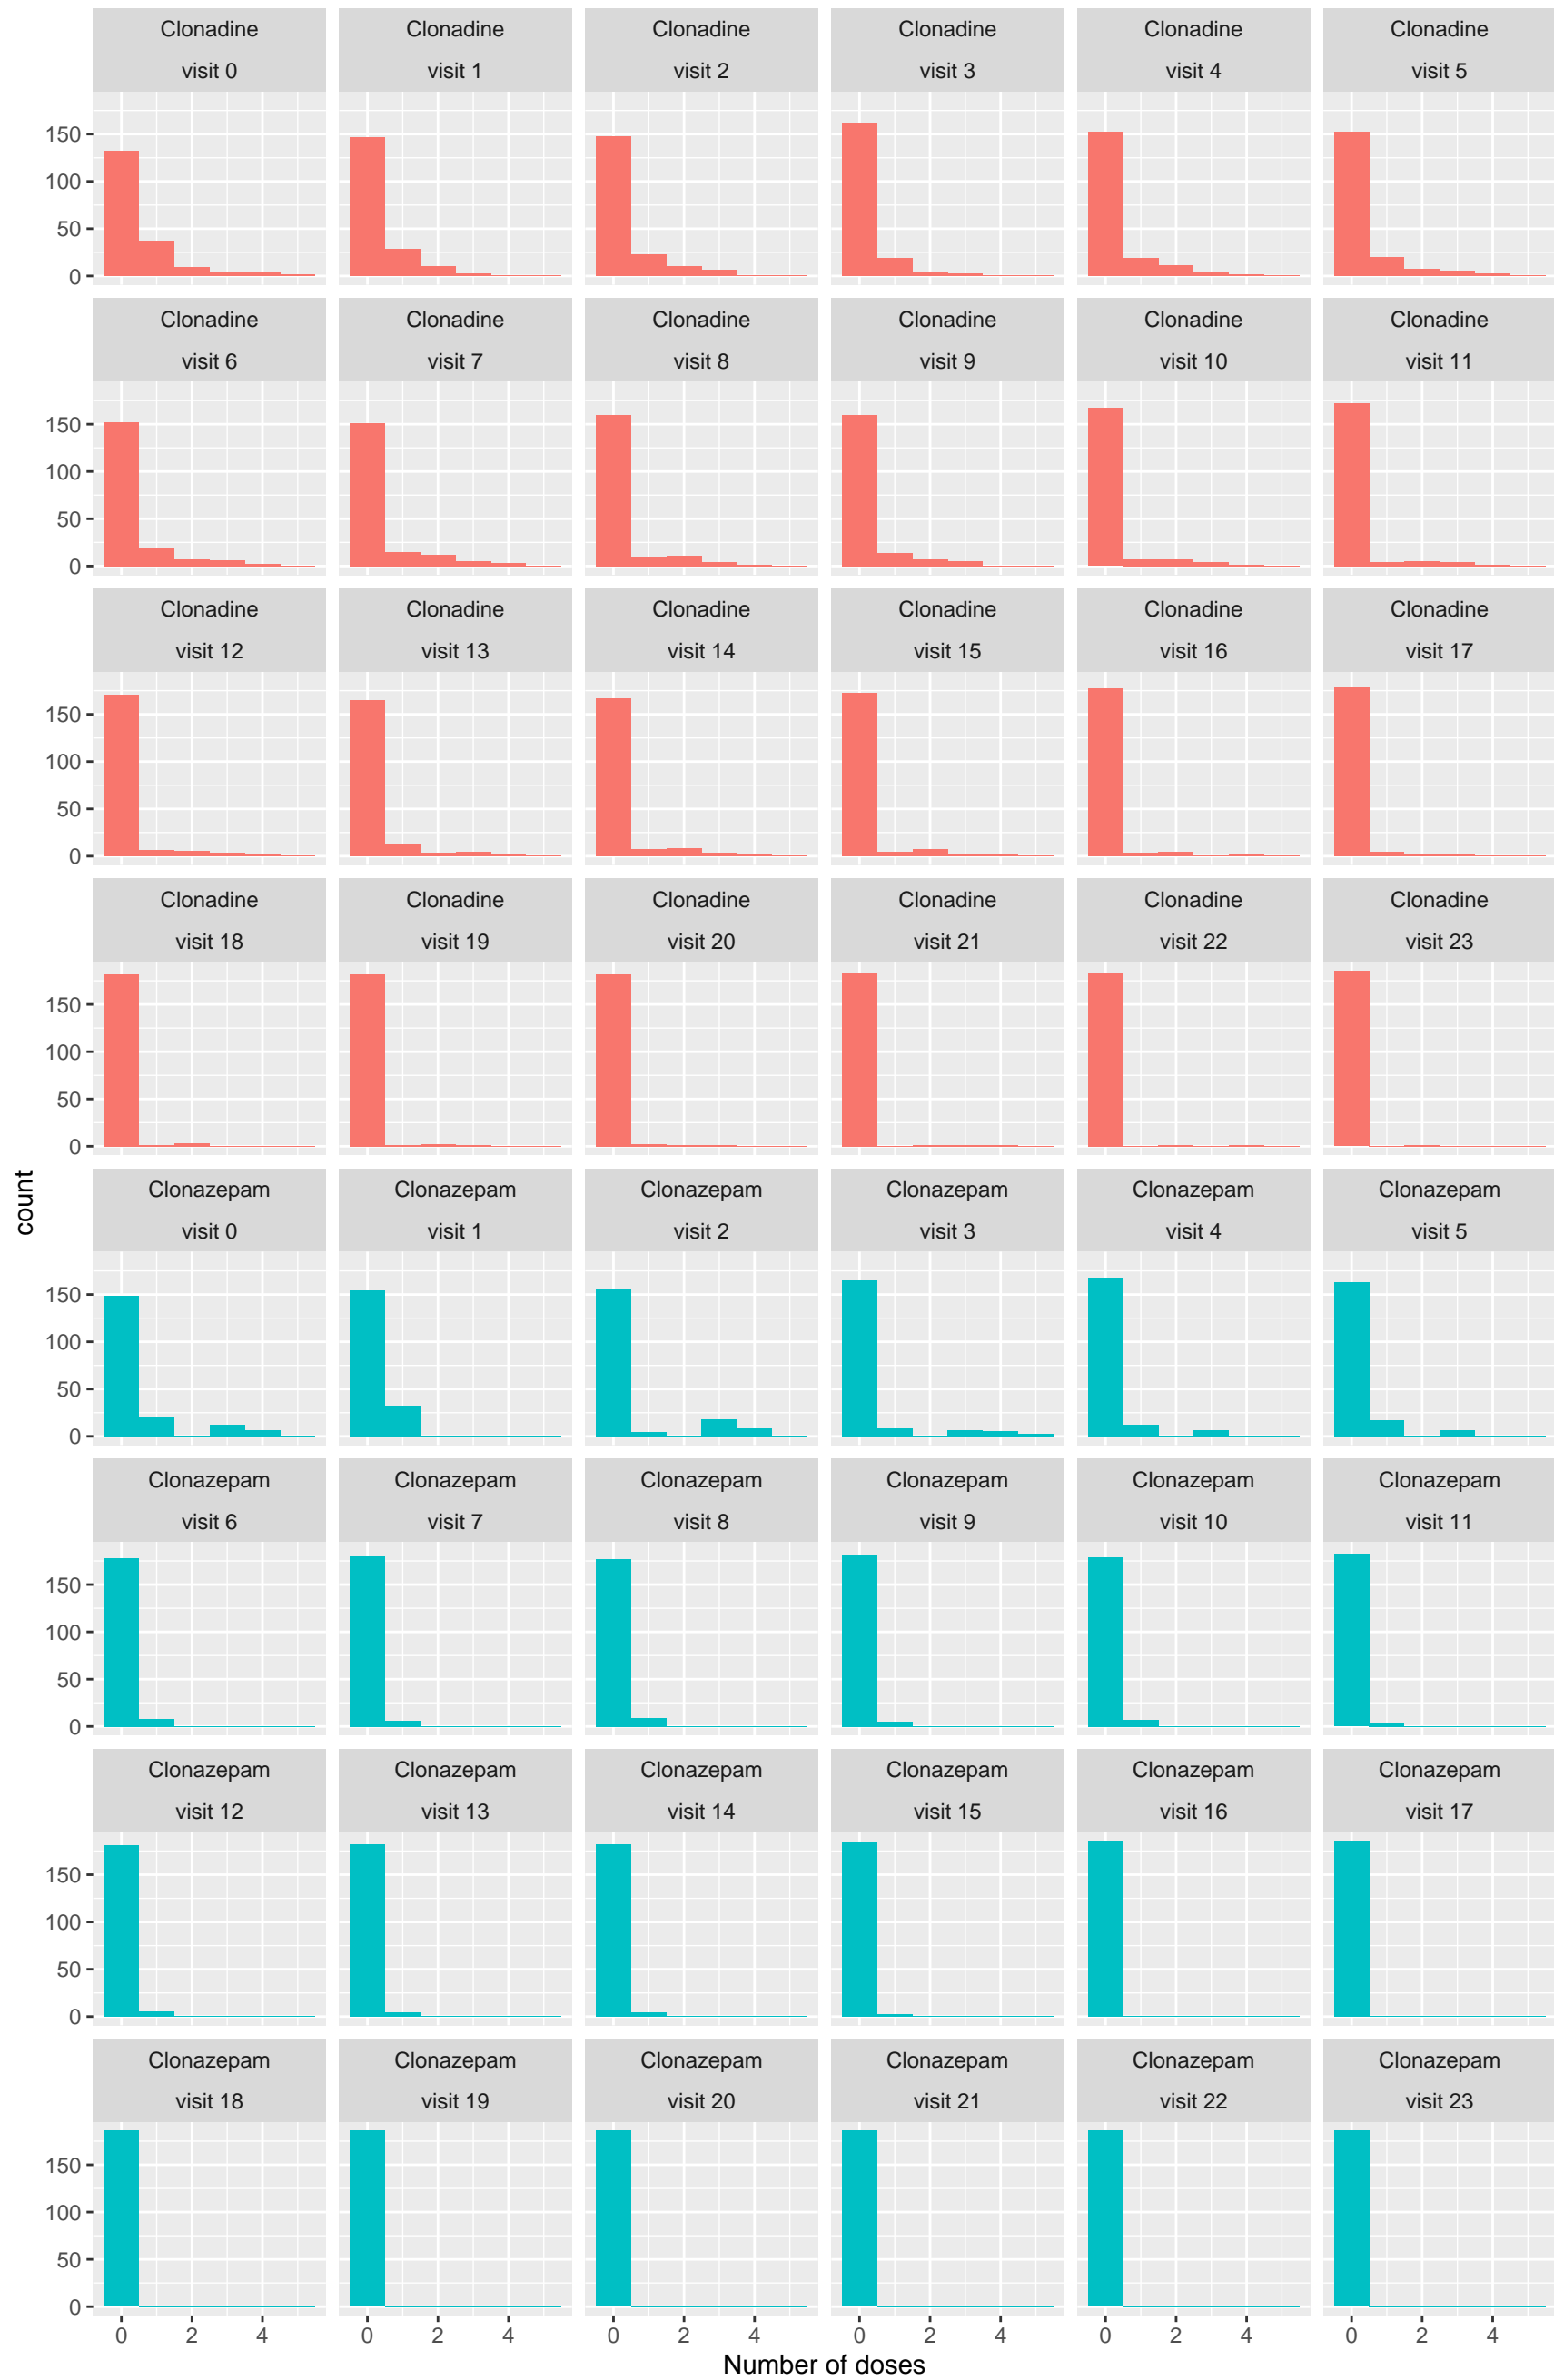 Clonadine Clonadine Clonadine Clonadine Clonadine Clonadine
visit 0 visit 1 visit 2 visit 3 visit 4 visit 5
150
100
50
0
Clonadine Clonadine Clonadine Clonadine Clonadine Clonadine
visit 6 visit 7 visit 8 visit 9 visit 10 visit 11
150
100
50
0
Clonadine Clonadine Clonadine Clonadine Clonadine Clonadine
visit 12 visit 13 visit 14 visit 15 visit 16 visit 17
150
100
50
0
Clonadine Clonadine Clonadine Clonadine Clonadine Clonadine
visit 18 visit 19 visit 20 visit 21 visit 22 visit 23
150
100
50
0
count
Clonazepam Clonazepam Clonazepam Clonazepam Clonazepam Clonazepam
visit 0 visit 1 visit 2 visit 3 visit 4 visit 5
150
100
50
0
Clonazepam Clonazepam Clonazepam Clonazepam Clonazepam Clonazepam
visit 6 visit 7 visit 8 visit 9 visit 10 visit 11
150
100
50
0
Clonazepam Clonazepam Clonazepam Clonazepam Clonazepam Clonazepam
visit 12 visit 13 visit 14 visit 15 visit 16 visit 17
150
100
50
0
Clonazepam Clonazepam Clonazepam Clonazepam Clonazepam Clonazepam
visit 18 visit 19 visit 20 visit 21 visit 22 visit 23
150
100
50
0
0 2 4 0 2 4 0 2 4 0 2 4 0 2 4 0 2 4
Number of doses